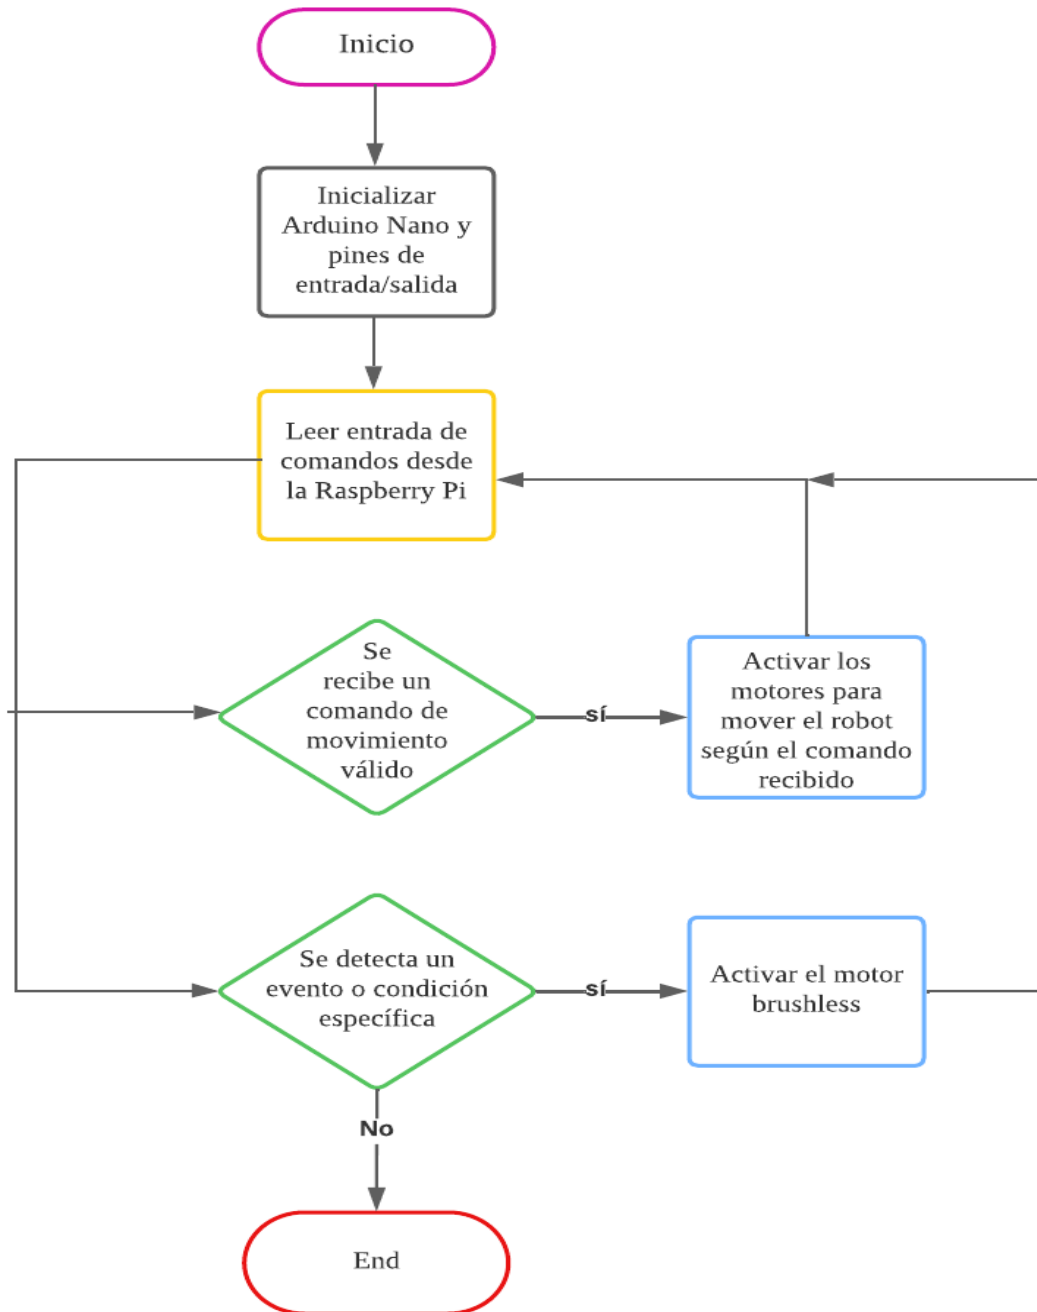 Inicio
Inicializar
Arduino Nano y
pines de
entrada/salida
Leer entrada de
comandos desde
la Raspberry Pi
Se
recibe un
comando de
movimiento
válido
sí
Activar los
motores para
mover el robot
según el comando
recibido
Se detecta un
evento o condición
específica
sí
Activar el motor
brushless
No
End